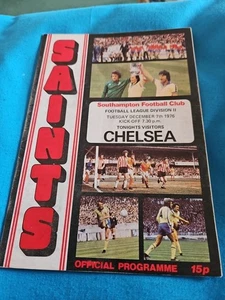 SAINTS
Southampton Football Club
FOOTBALL LEAGUE DIVISION II
TUESDAY DECEMBER 7th 1976
KICK-OFF 7.30 p.m.
TONIGHTS VISITORS
CHELSEA
OFFICIAL PROGRAMME 15p